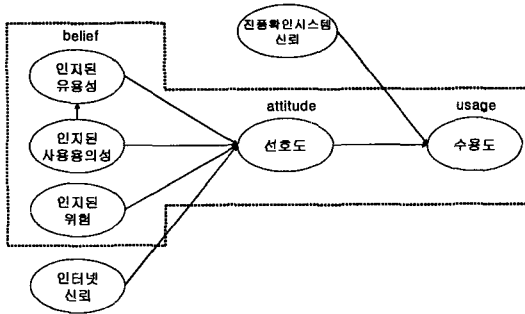 belief
진품확인시스템
신뢰
인지된
유용성
attitude
usage
인지된
사용용의성
선호도
수용도
인지된
위험
인터넷
신뢰